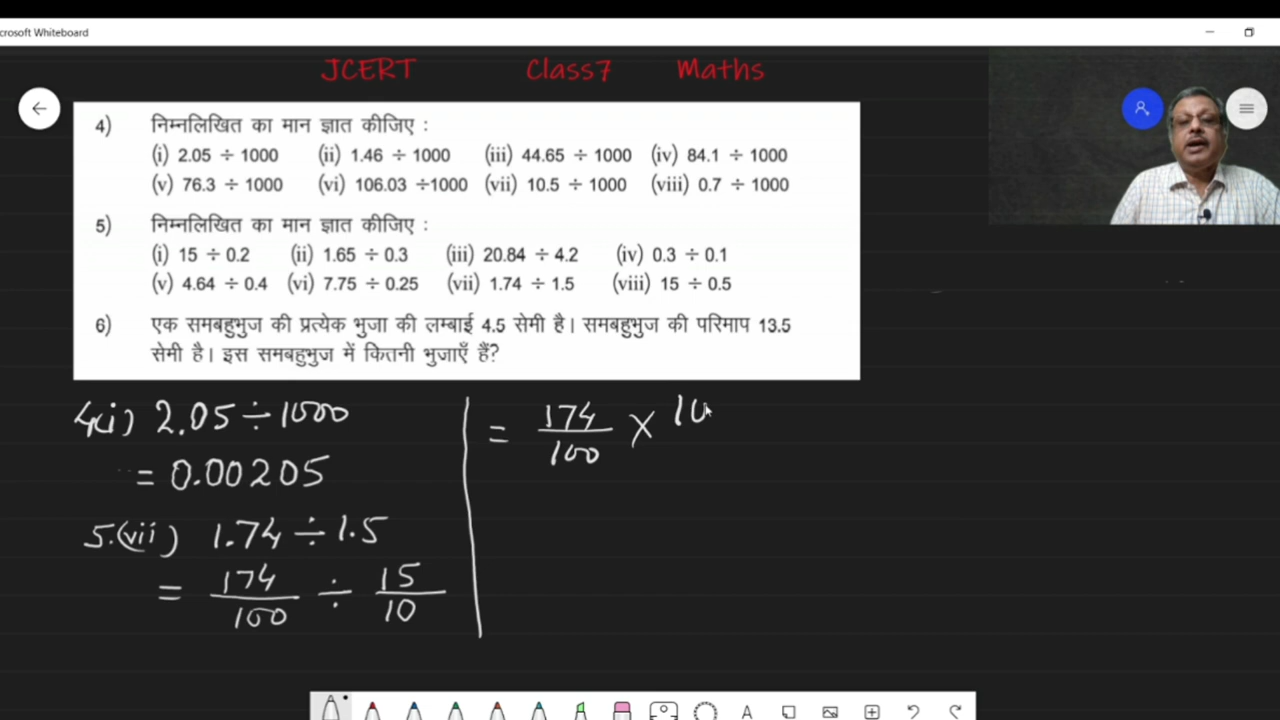 crosoft Whiteboard
JCERT Class7 Maths
4) निम्नलिखित का मान ज्ञात कीजिए :
(i) 2.05 ÷ 1000 (ii) 1.46 ÷ 1000 (iii) 44.65 ÷ 1000 (iv) 84.1 ÷ 1000
(v) 76.3 ÷ 1000 (vi) 106.03 ÷1000 (vii) 10.5 ÷ 1000 (viii) 0.7 ÷ 1000
5) निम्नलिखित का मान ज्ञात कीजिए :
(i) 15 ÷ 0.2 (ii) 1.65 ÷ 0.3 (iii) 20.84 ÷ 4.2 (iv) 0.3 ÷ 0.1
(v) 4.64 ÷ 0.4 (vi) 7.75 ÷ 0.25 (vii) 1.74 ÷ 1.5 (viii) 15 ÷ 0.5
6) एक समबहुभुज की प्रत्येक भुजा की लम्बाई 4.5 सेमी है। समबहुभुज की परिमाप 13.5
सेमी है। इस समबहुभुज में कितनी भुजाएँ हैं?
4(i) 2.05 ÷ 1000
= 0.00205
5.(vii) 1.74 ÷ 1.5
= 174/100 ÷ 15/10
= 174/100 × 10
A